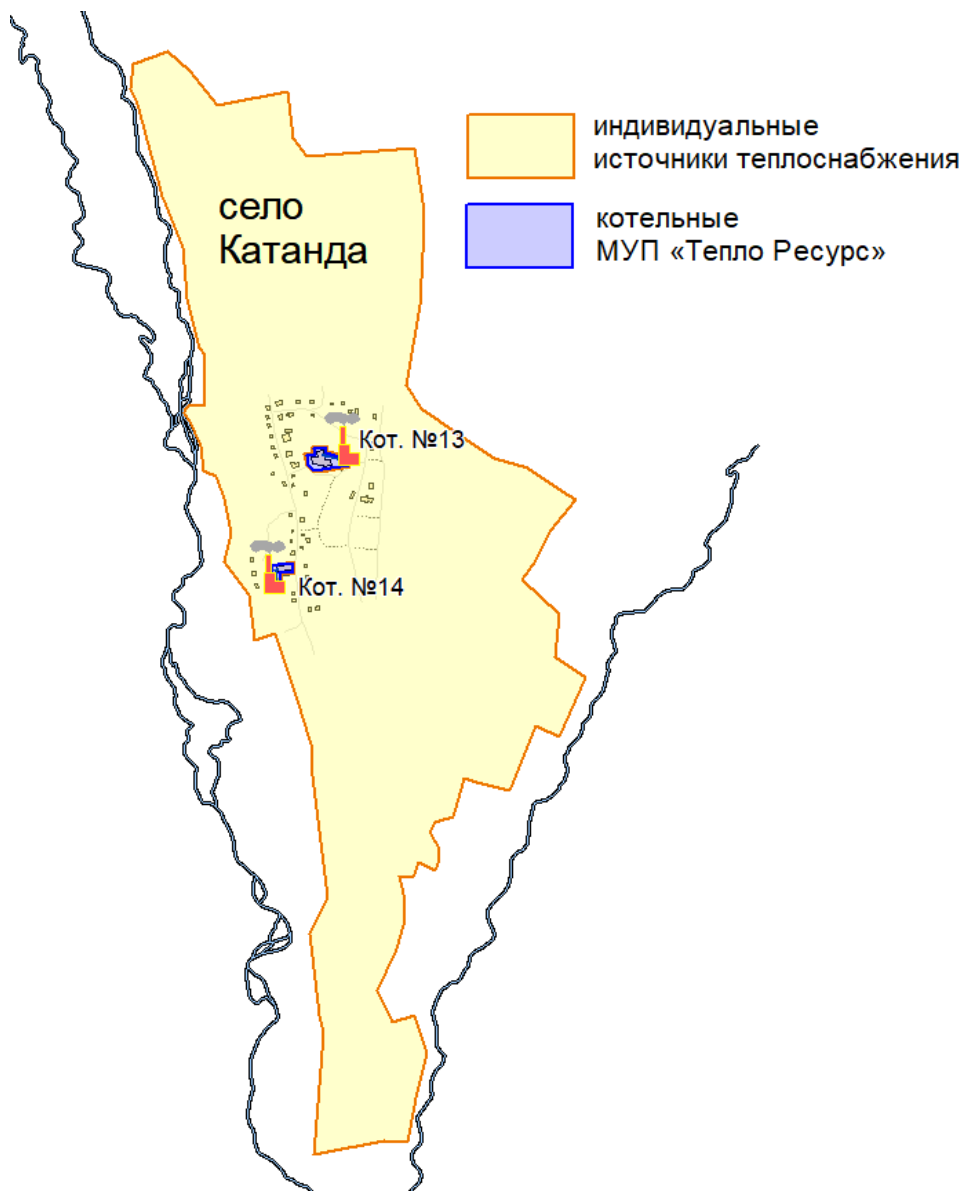 индивидуальные
источники теплоснабжения
село
Катанда
котельные
МУП «Тепло Ресурс»
Кот. №13
Кот. №14